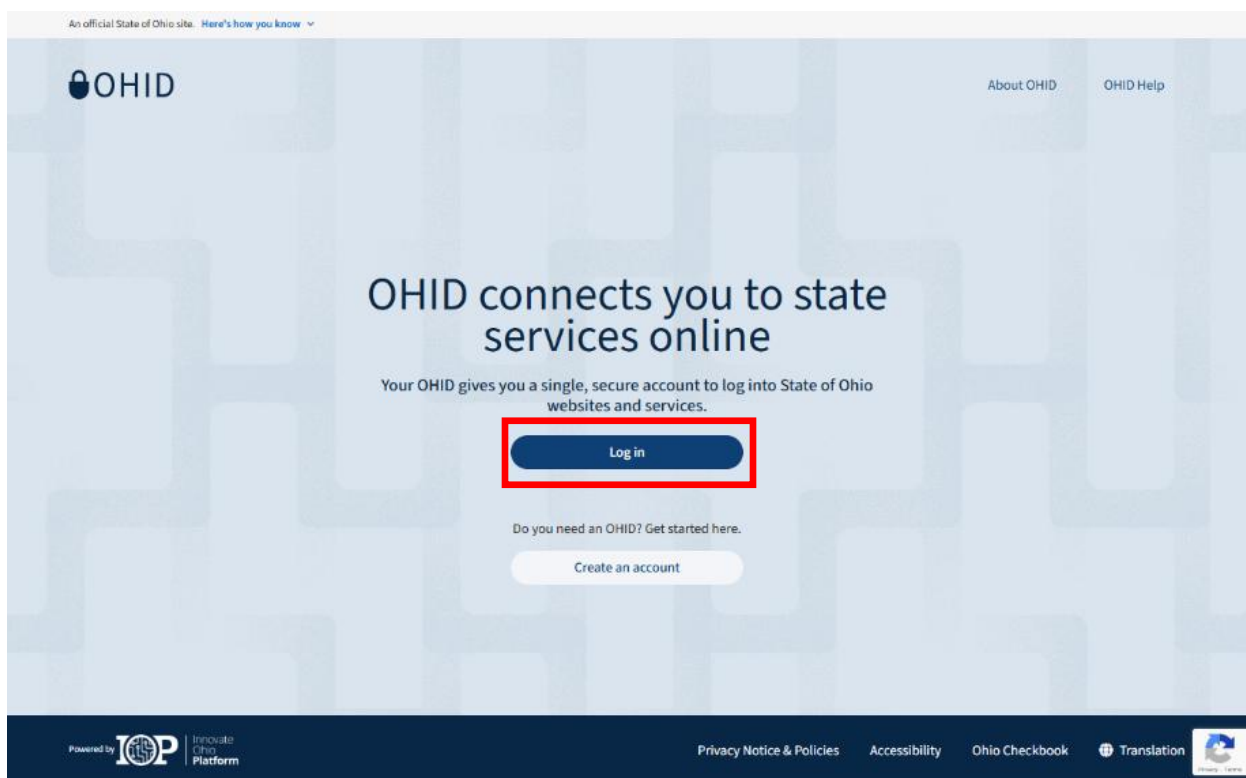 An official State of Ohio site. Here's how you know
OHID
About OHID
OHID Help
OHID connects you to state
services online
Your OHID gives you a single, secure account to log into State of Ohio
websites and services.
Log in
Do you need an OHID? Get started here.
Create an account
Powered by IOP
Innovate
Ohio
Platform
Privacy Notice & Policies
Accessibility
Ohio Checkbook
Translation
Privacy - Terms